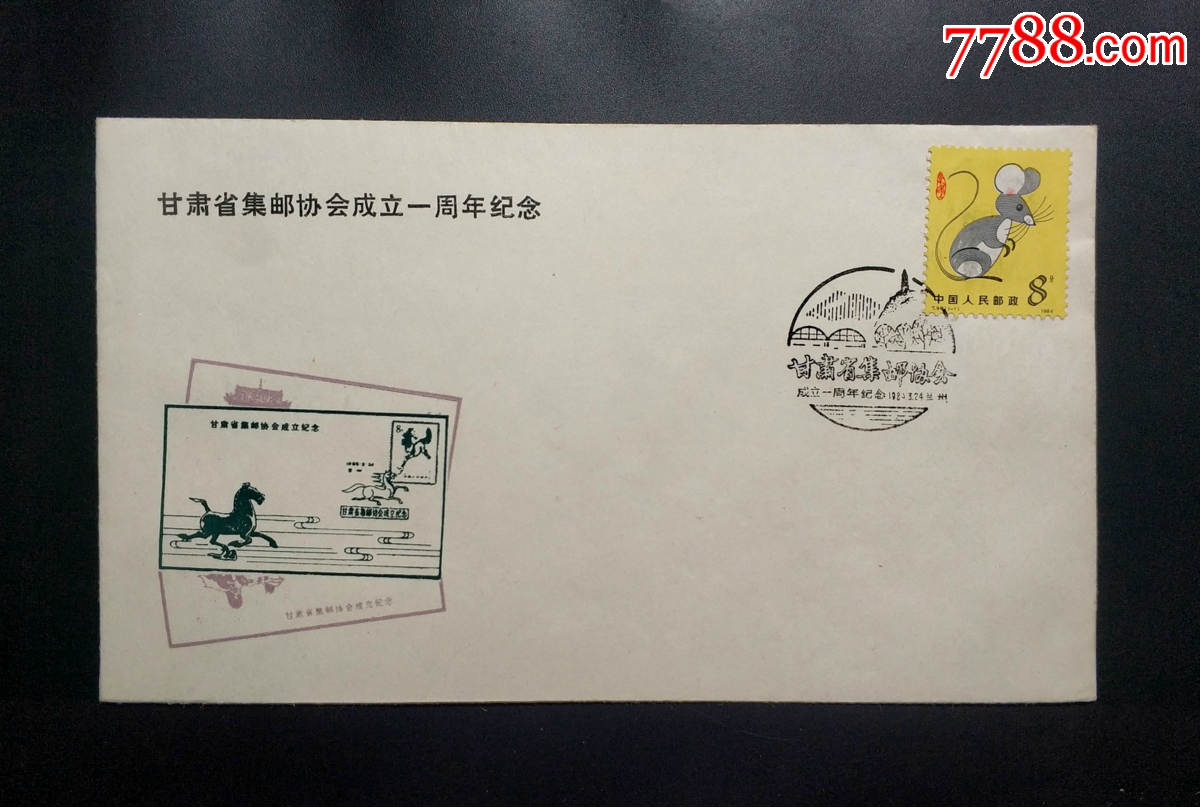 7788.com
甘肃省集邮协会成立一周年纪念
8分
中国人民邮政
1984
甘肃省集邮协会
成立一周年纪念 1984.3.24 兰州
甘肃省集邮协会成立纪念
8分
甘肃省集邮协会成立纪念
甘肃省集邮协会成立纪念